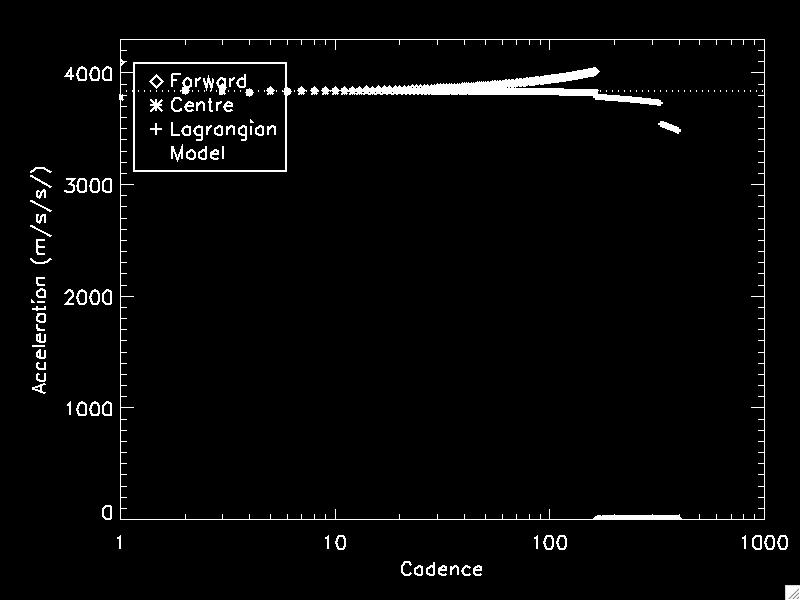 4000
3000
2000
1000
0
Acceleration (m/s/s/)
Forward
Centre
Lagrangian
Model
1 10 100 1000
Cadence